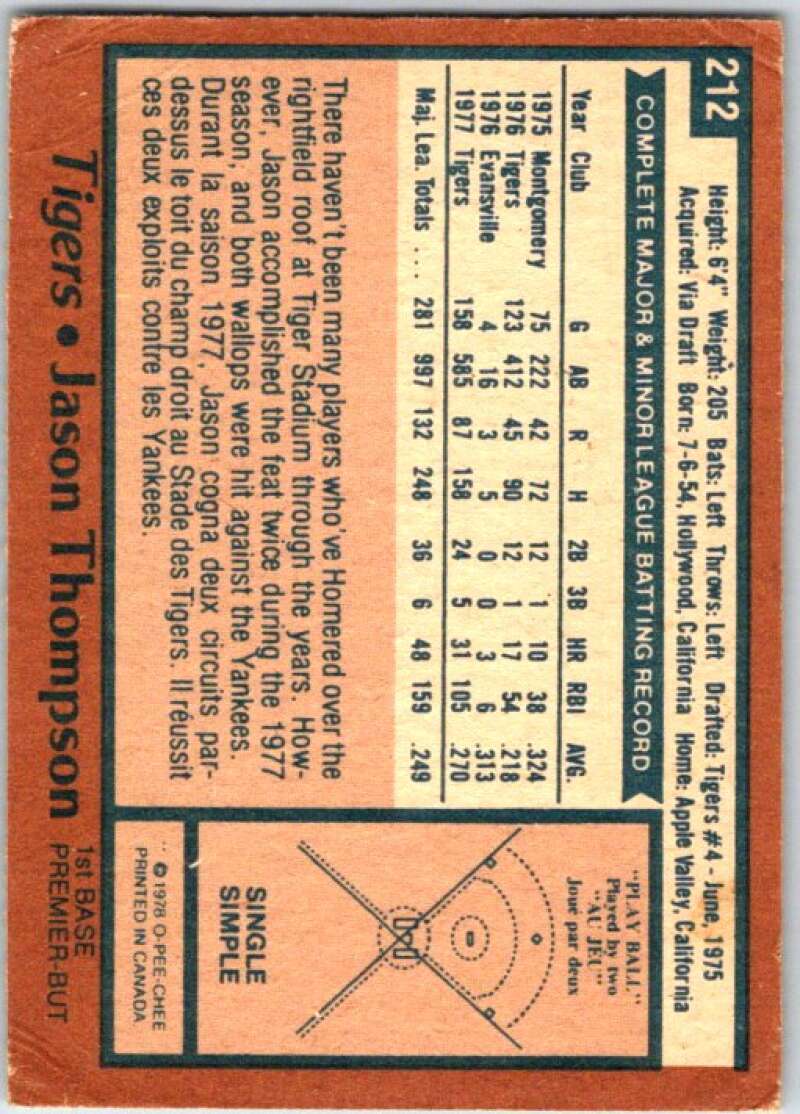 212
Height: 6'4" Weight: 205 Bats: Left Throws: Left Drafted: Tigers #4 - June, 1975
Acquired: Via Draft Born: 7-6-54, Hollywood, California Home: Apple Valley, California
COMPLETE MAJOR & MINOR LEAGUE BATTING RECORD
Year Club G AB R H 2B 3B HR RBI AVG.
1975 Montgomery 75 222 42 72 12 1 10 38 .324
1976 Tigers 123 412 45 90 12 1 17 54 .218
1976 Evansville 4 16 3 5 0 0 3 6 .313
1977 Tigers 158 585 87 158 24 5 31 105 .270
Maj. Lea. Totals ... 281 997 132 248 36 6 48 159 .249
There haven't been many players who've Homered over the
rightfield roof at Tiger Stadium through the years. How-
ever, Jason accomplished the feat twice during the 1977
season, and both wallops were hit against the Yankees.
Durant la saison 1977, Jason cogna deux circuits par-
dessus le toit du champ droit au Stade des Tigers. Il réussit
ces deux exploits contre les Yankees.
"PLAY BALL"
Played by two
"AU JEU"
Joué par deux
SINGLE
SIMPLE
© 1978 O-PEE-CHEE
PRINTED IN CANADA
Tigers • Jason Thompson
1st BASE
PREMIER-BUT